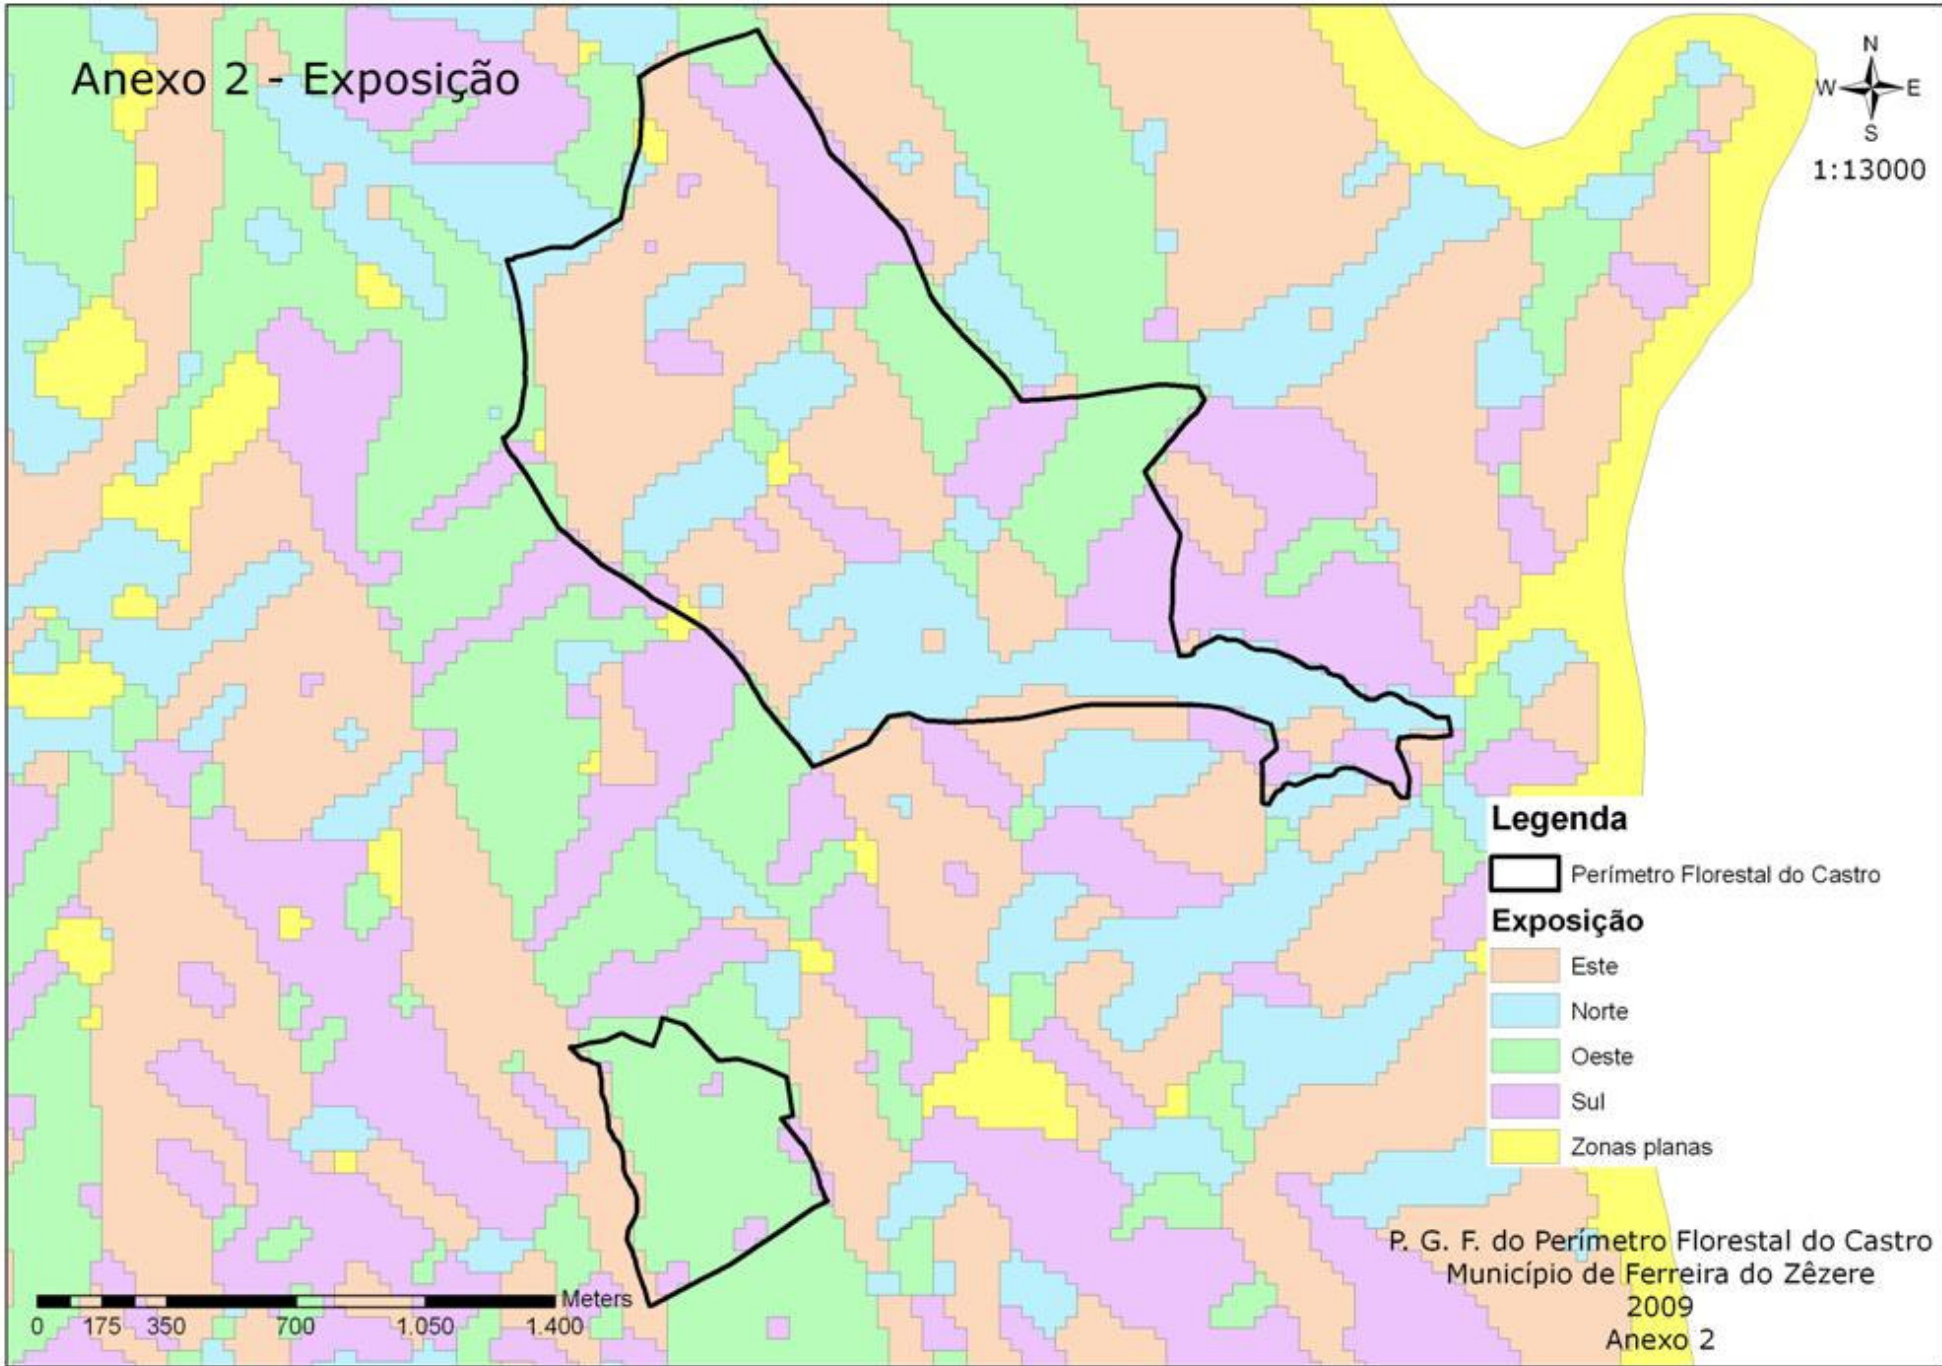 Anexo 2 - Exposição
N
W E
S
1:13000
Legenda
Perímetro Florestal do Castro
Exposição
Este
Norte
Oeste
Sul
Zonas planas
P. G. F. do Perímetro Florestal do Castro
Município de Ferreira do Zêzere
2009
Anexo 2
Meters
0 175 350 700 1.050 1.400